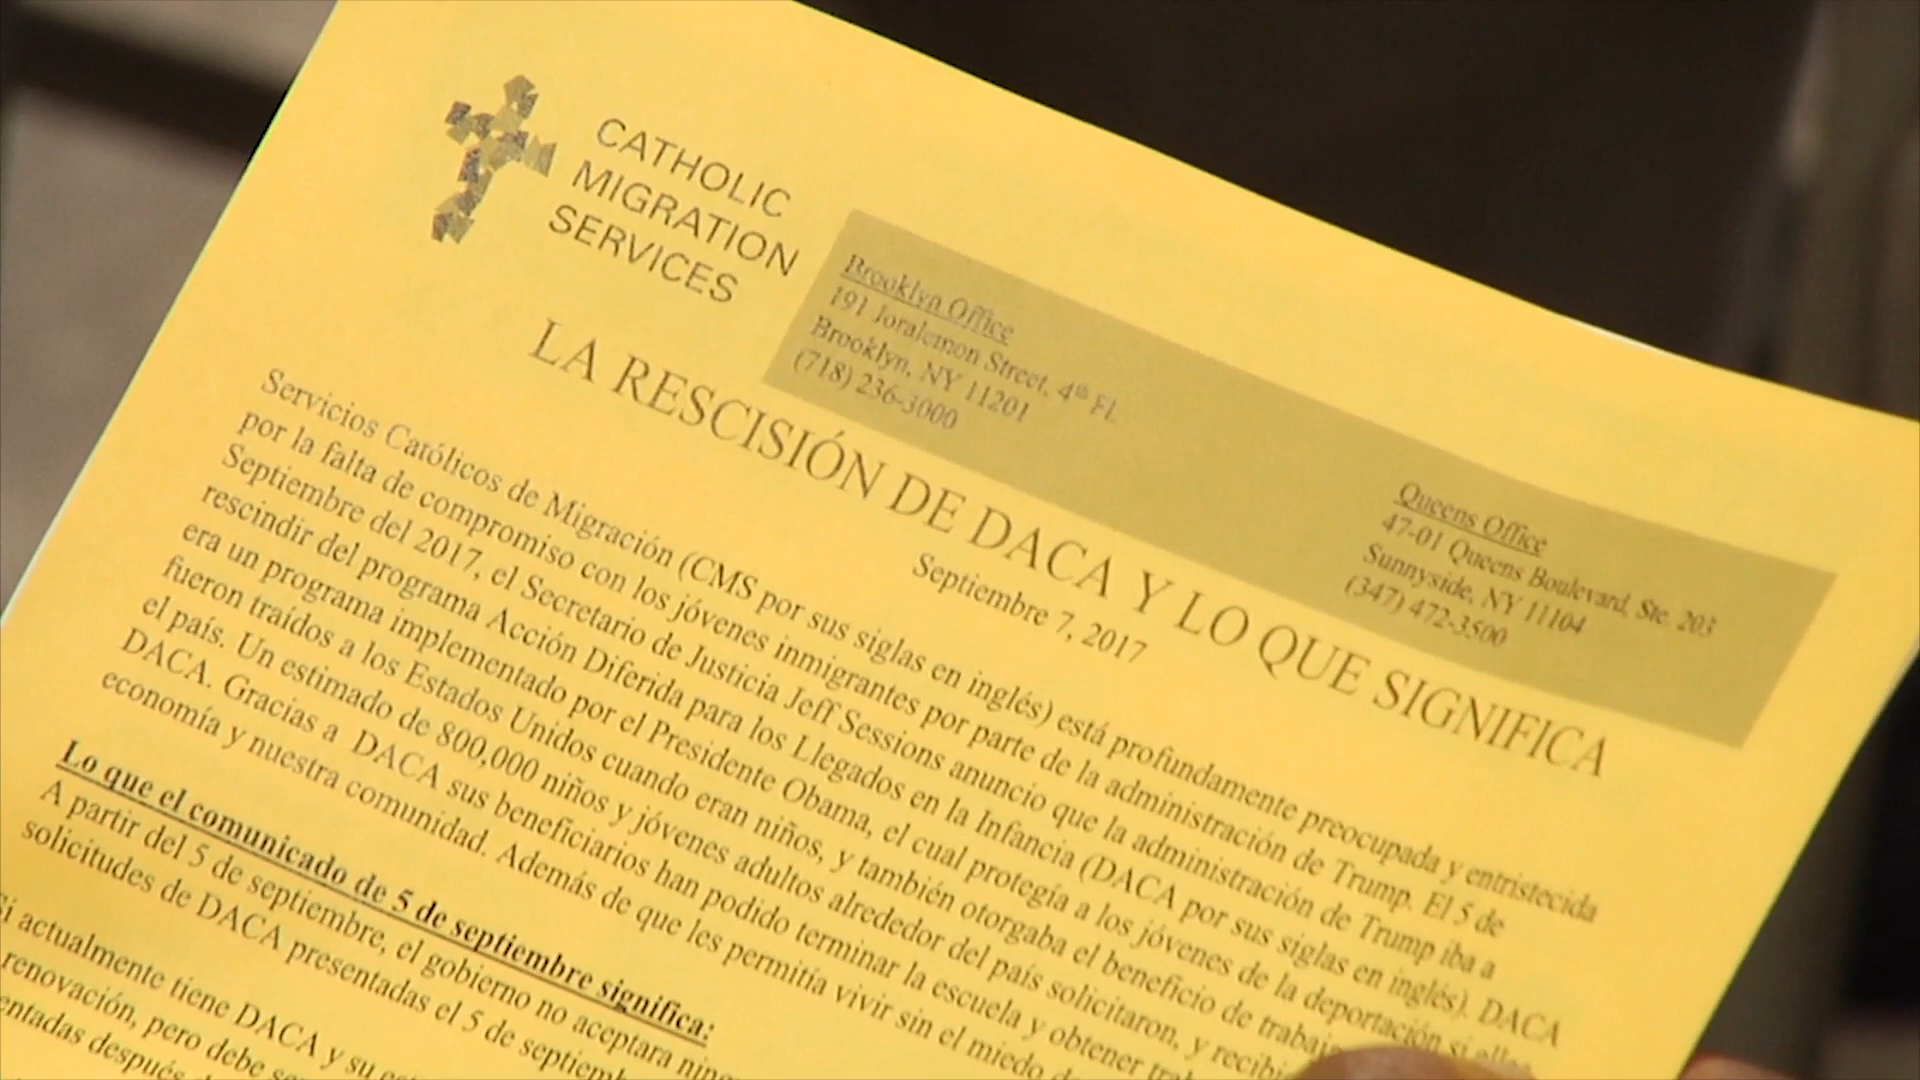 CATHOLIC
MIGRATION
SERVICES
Brooklyn Office
191 Joralemon Street, 4th FL
Brooklyn, NY 11201
(718) 236-3000
Queens Office
47-01 Queens Boulevard, Ste. 203
Sunnyside, NY 11104
(347) 472-3500
LA RESCISIÓN DE DACA Y LO QUE SIGNIFICA
Septiembre 7, 2017
Servicios Católicos de Migración (CMS por sus siglas en inglés) está profundamente preocupada y entristecida
por la falta de compromiso con los jóvenes inmigrantes por parte de la administración de Trump. El 5 de
Septiembre del 2017, el Secretario de Justicia Jeff Sessions anuncio que la administración de Trump iba a
rescindir del programa Acción Diferida para los Llegados en la Infancia (DACA por sus siglas en inglés). DACA
era un programa implementado por el Presidente Obama, el cual protegía a los jóvenes de la deportación si ellos
fueron traídos a los Estados Unidos cuando eran niños, y también otorgaba el beneficio de trabajo
el país. Un estimado de 800,000 niños y jóvenes adultos alrededor del país solicitaron, y recibi
DACA. Gracias a DACA sus beneficiarios han podido terminar la escuela y obtener trab
economía y nuestra comunidad. Además de que les permitía vivir sin el miedo de
Lo que el comunicado de 5 de septiembre significa:
A partir del 5 de septiembre, el gobierno no aceptara ning
solicitudes de DACA presentadas el 5 de septiemb
Si actualmente tiene DACA y su
renovación, pero debe
entadas después